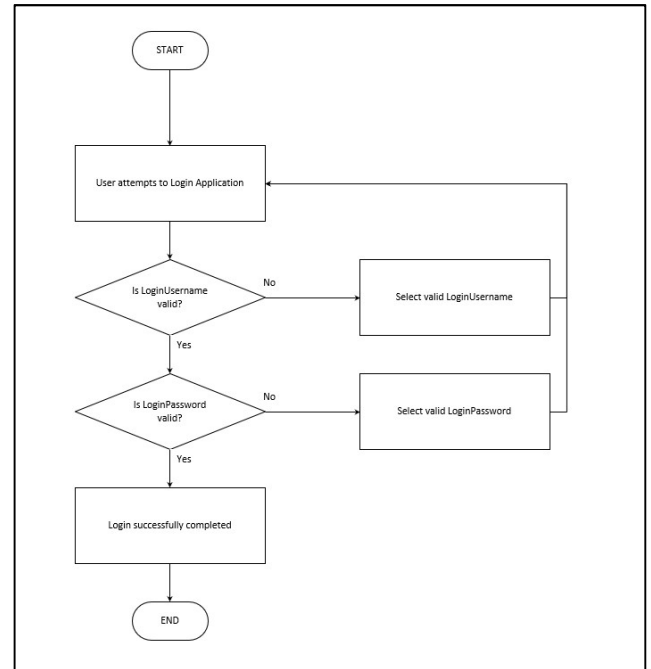 START
User attempts to Login Application
Is LoginUsername
valid?
No
Select valid LoginUsername
Yes
Is LoginPassword
valid?
No
Select valid LoginPassword
Yes
Login successfully completed
END